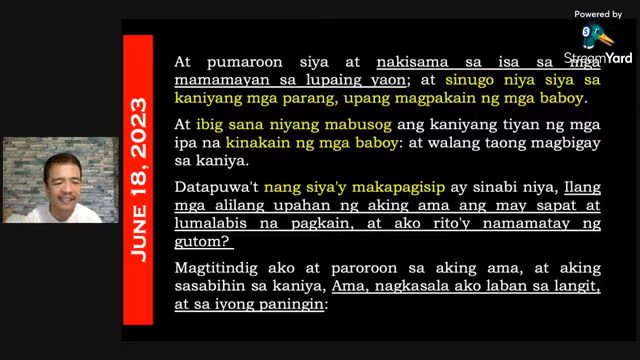 Powered by
StreamYard
At pumaroon siya at nakisama sa isa sa mga
mamamayan sa lupaing yaon; at sinugo niya siya sa
kaniyang mga parang, upang magpakain ng mga baboy.
At ibig sana niyang mabusog ang kaniyang tiyan ng mga
ipa na kinakain ng mga baboy: at walang taong magbigay
sa kaniya.
Datapuwa't nang siya'y makapagisip ay sinabi niya, Ilang
mga alilang upahan ng aking ama ang may sapat at
lumalabis na pagkain, at ako rito'y namamatay ng
gutom?
Magtitindig ako at paroroon sa aking ama, at aking
sasabihin sa kaniya, Ama, nagkasala ako laban sa langit,
at sa iyong paningin:
JUNE 18, 2023